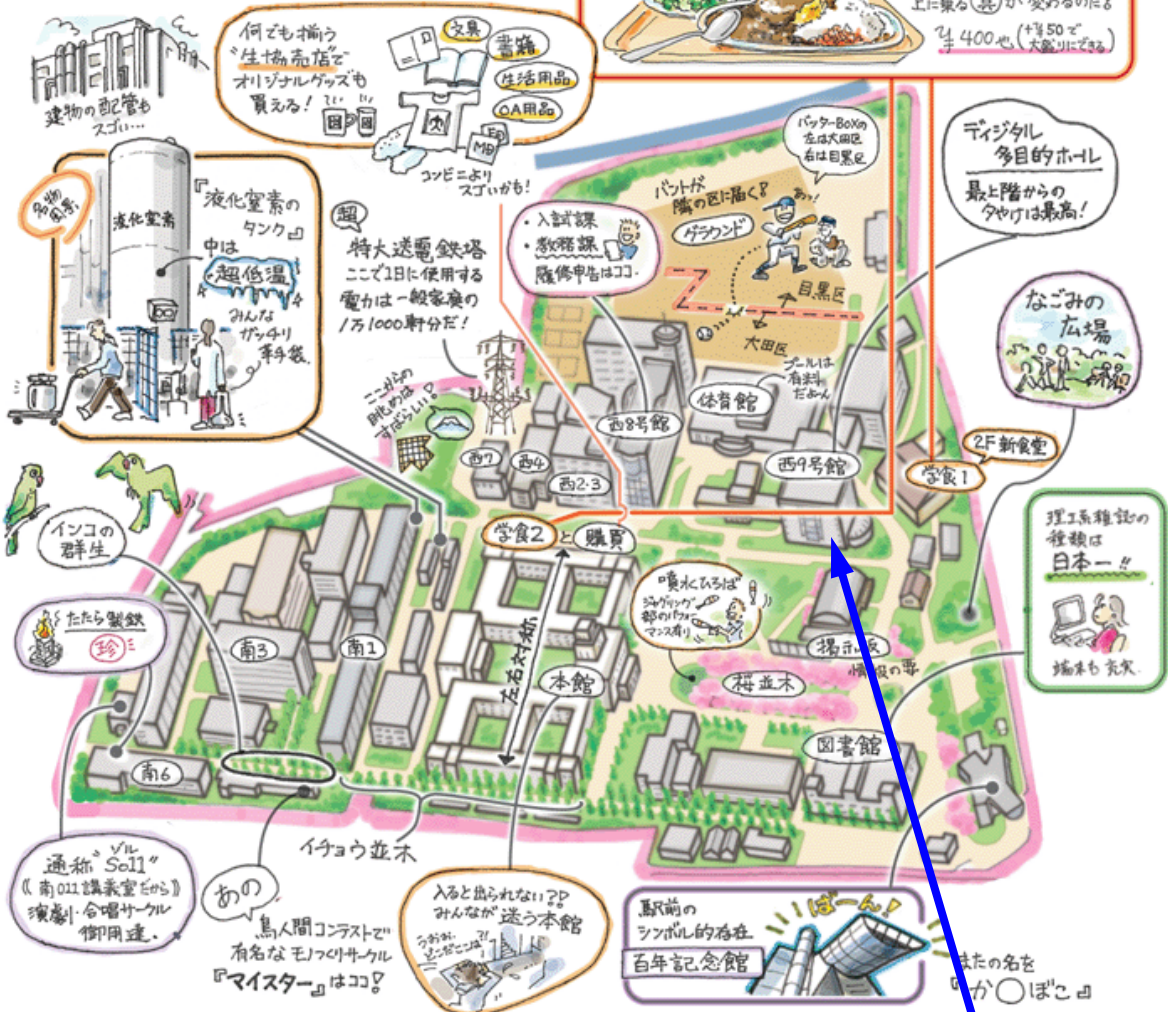 上に乗る具が変わるのだ!
400也(+¥50で
大盛りにできる)
建物の配管も
スゴい…
何でも揃う
"生協売店"で
オリジナルグッズも
買える!
文具
書籍
生活用品
OA用品
FD
MD
コンビニより
スゴいかも!
名物
風景
液化窒素
『液化窒素の
タンク』
中は
超低温
みんな
ガッチリ
革手袋。
超
特大送電鉄塔
ここで1日に使用する
電力は一般家庭の
1万1000軒分だ!
ここからの
眺めは
すばらしい!
・入試課
・教務課
履修申告はココ。
バッターBOXの
左は大田区
右は目黒区
バントが
隣の区に届く?
あっ!
グラウンド
目黒区
大田区
ディジタル
多目的ホール
最上階からの
夕やけは最高!
なごみの
広場
プールは
有料
だよ〜ん
体育館
西8号館
西9号館
西7
西4
西2・3
2F新食堂
学食1
学食2と購買
理工系雑誌の
種類は
日本一!!
端末も充実。
インコの
群生
たたら製鉄
珍
南3
南1
南6
左右対称
本館
噴水ひろば
ジャグリング
部のパフォー
マンス有り
掲示板
情報の要
桜並木
図書館
イチョウ並木
通称"Soll"
ゾル
《南011講義室だから》
演劇・合唱サークル
御用達。
あの
鳥人間コンテストで
有名なモノつくりサークル
『マイスター』はココ!
入ると出られない??
みんなが迷う本館
うおお、
どこだここは?!
駅前の
シンボル的存在
百年記念館
ばーん!
またの名を
『か○ぼこ』